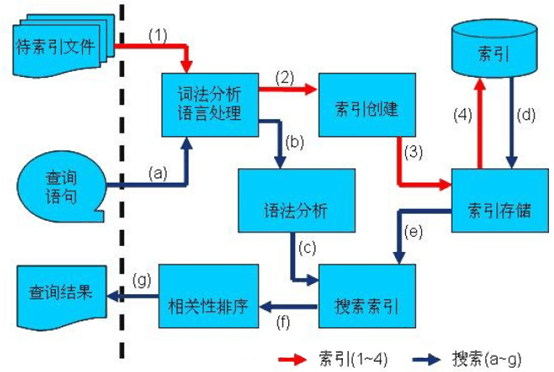 待索引文件
(1)
索引
词法分析
语言处理
(2)
索引创建
(4)
(d)
(b)
(3)
查询
语句
(a)
语法分析
索引存储
(c)
(e)
查询结果
(g)
相关性排序
(f)
搜索索引
索引(1~4)
搜索(a~g)